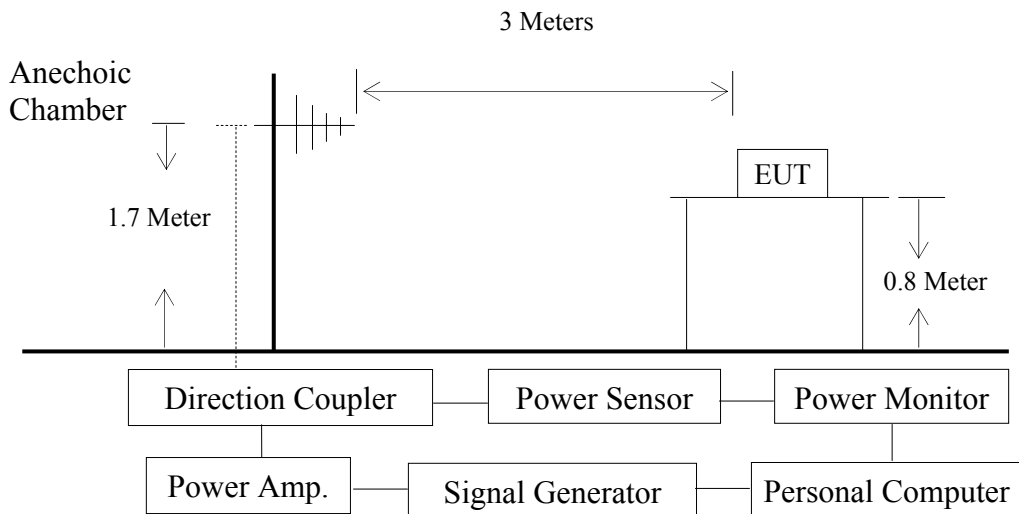 3 Meters
Anechoic
Chamber
EUT
1.7 Meter
0.8 Meter
Direction Coupler
Power Sensor
Power Monitor
Power Amp.
Signal Generator
Personal Computer